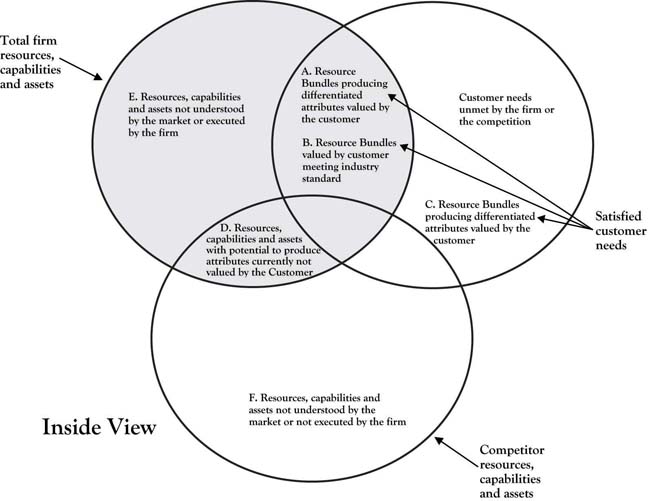 Total firm
resources,
capabilities
and assets
E. Resources, capabilities
and assets not understood
by the market or executed
by the firm
A. Resource
Bundles producing
differentiated
attributes valued by
the customer
B. Resource Bundles
valued by customer
meeting industry
standard
Customer needs
unmet by the firm or
the competition
C. Resource Bundles
producing differentiated
attributes valued by the
customer
Satisfied
customer
needs
D. Resources,
capabilities and assets
with potential to produce
attributes currently not
valued by the Customer
F. Resources, capabilities and
assets not understood by the
market or not executed by the firm
Inside View
Competitor
resources,
capabilities
and assets